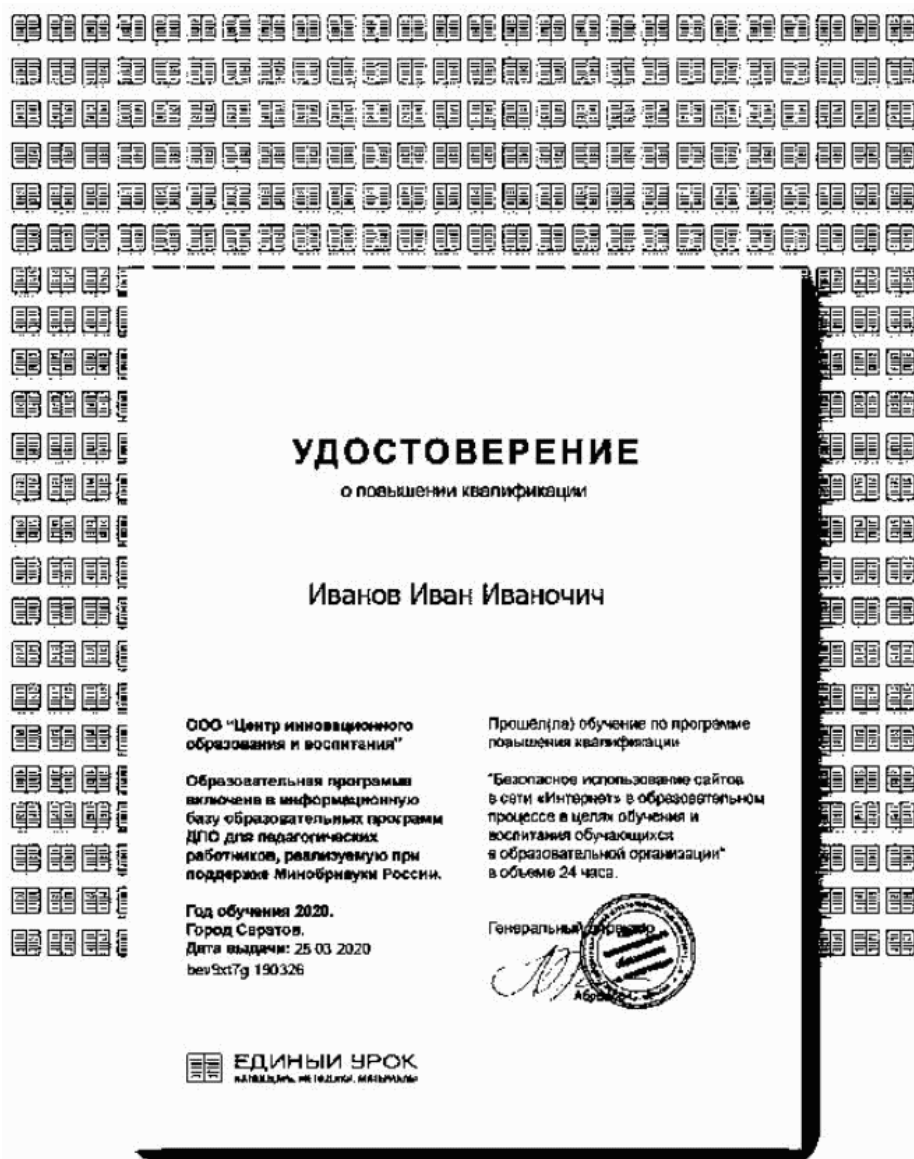 УДОСТОВЕРЕНИЕ
о повышении квалификации
Иванов Иван Иваночич
ООО "Центр инновационного
образования и воспитания"
Образовательная программа
включена в информационную
базу образовательных программ
ДПО для педагогических
работников, реализуемую при
поддержке Минобрнауки России.
Год обучения 2020.
Город Саратов.
Дата выдачи: 25 03 2020
bev9xt7g 190326
Прошёл(ла) обучение по программе
повышения квалификации
"Безопасное использование сайтов
в сети «Интернет» в образовательном
процессе в целях обучения и
воспитания обучающихся
в образовательной организации"
в объеме 24 часа.
Генеральный
ЕДИНЫЙ УРОК
КАЛЕНДАРЬ, МЕТОДИКИ, МАТЕРИАЛЫ